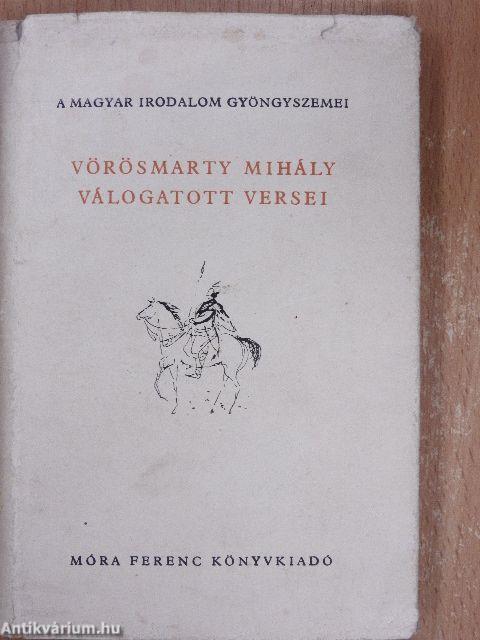 A MAGYAR IRODALOM GYÖNGYSZEMEI
VÖRÖSMARTY MIHÁLY
VÁLOGATOTT VERSEI
MÓRA FERENC KÖNYVKIADÓ
Antikvárium.hu